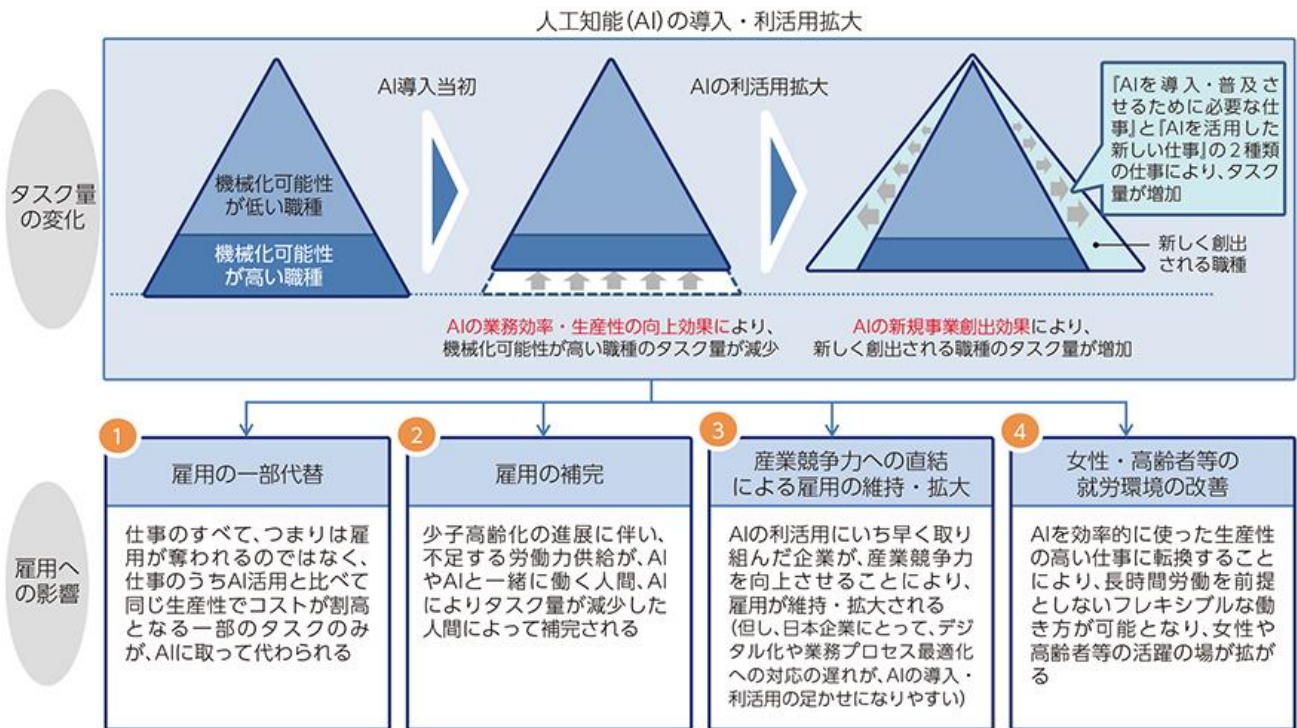 人工知能(AI)の導入・利活用拡大
タスク量
の変化
機械化可能性
が低い職種
機械化可能性
が高い職種
AI導入当初
AIの利活用拡大
『AIを導入・普及さ
せるために必要な仕
事』と『AIを活用した
新しい仕事』の２種類
の仕事により、タスク
量が増加
新しく創出
される職種
AIの業務効率・生産性の向上効果により、
機械化可能性が高い職種のタスク量が減少
AIの新規事業創出効果により、
新しく創出される職種のタスク量が増加
雇用へ
の影響
1
雇用の一部代替
仕事のすべて、つまりは雇
用が奪われるのではなく、
仕事のうちAI活用と比べて
同じ生産性でコストが割高
となる一部のタスクのみ
が、AIに取って代わられる
2
雇用の補完
少子高齢化の進展に伴い、
不足する労働力供給が、AI
やAIと一緒に働く人間、AI
によりタスク量が減少した
人間によって補完される
3
産業競争力への直結
による雇用の維持・拡大
AIの利活用にいち早く取り
組んだ企業が、産業競争力
を向上させることにより、
雇用が維持・拡大される
(但し、日本企業にとって、デジ
タル化や業務プロセス最適化
への対応の遅れが、AIの導入・
利活用の足かせになりやすい)
4
女性・高齢者等の
就労環境の改善
AIを効率的に使った生産性
の高い仕事に転換すること
により、長時間労働を前提
としないフレキシブルな働
き方が可能となり、女性や
高齢者等の活躍の場が拡が
る